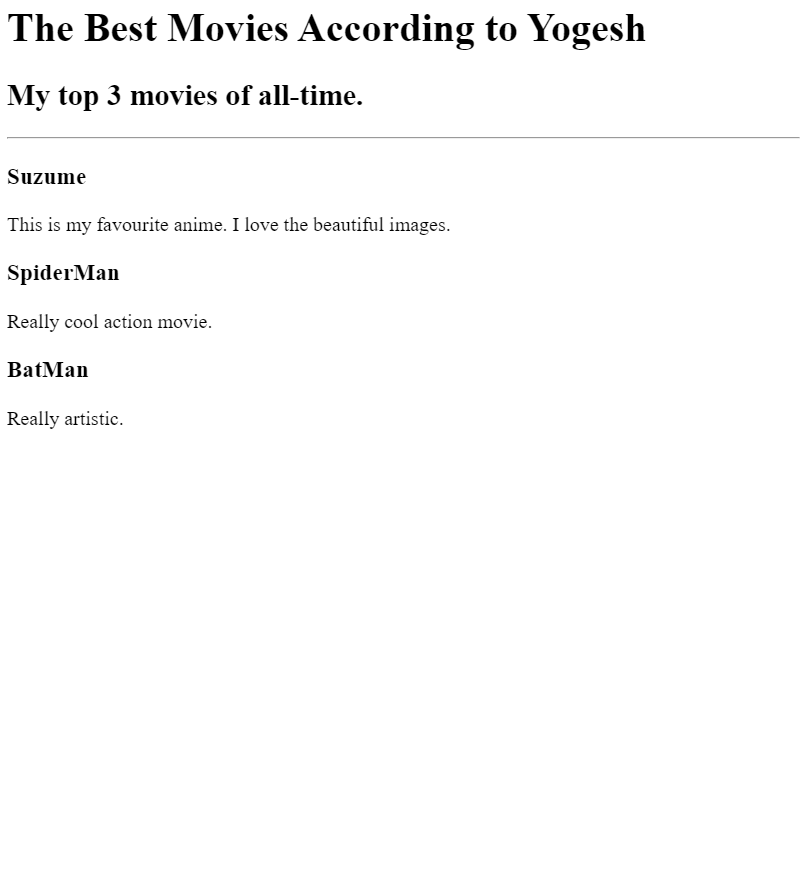 The Best Movies According to Yogesh
My top 3 movies of all-time.
Suzume
This is my favourite anime. I love the beautiful images.
SpiderMan
Really cool action movie.
BatMan
Really artistic.